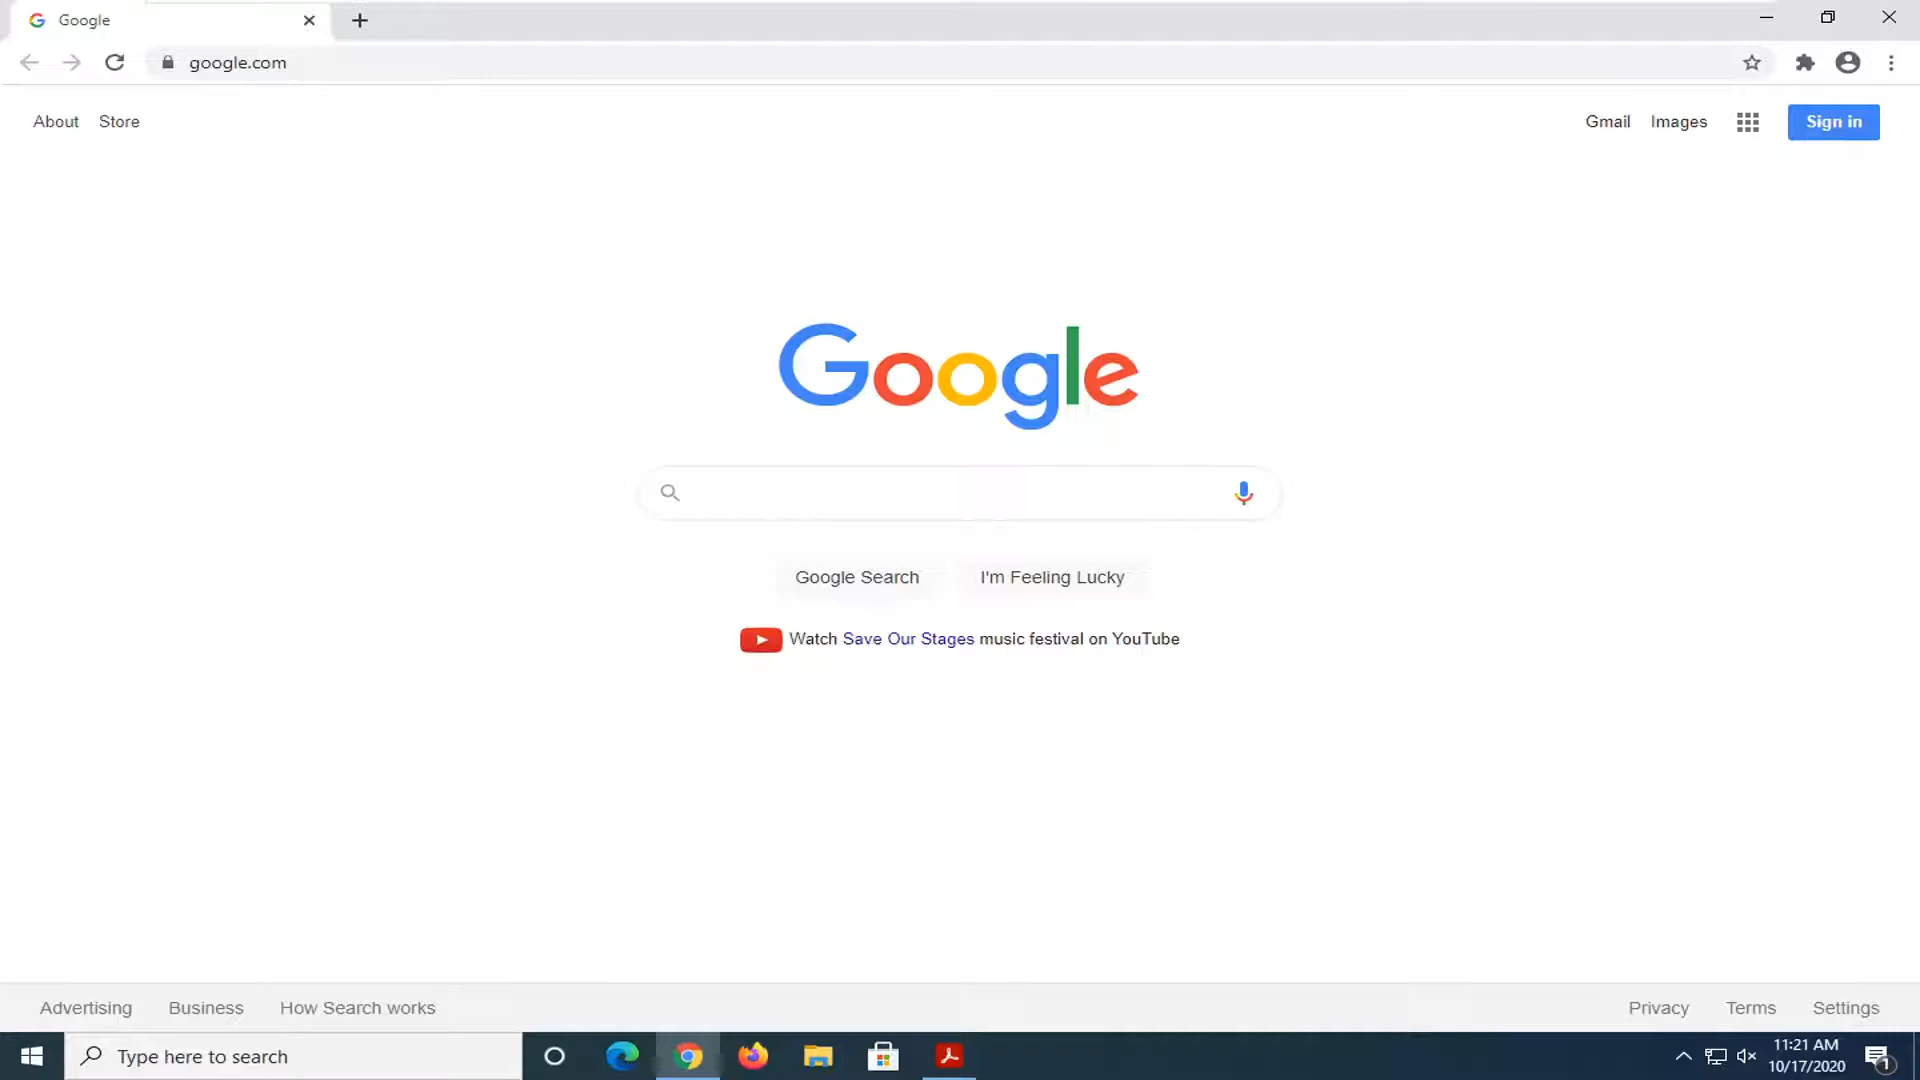 Google
google.com
About Store
Gmail Images Sign in
Google
Google Search I'm Feeling Lucky
Watch Save Our Stages music festival on YouTube
Advertising Business How Search works
Privacy Terms Settings
Type here to search
11:21 AM
10/17/2020
1